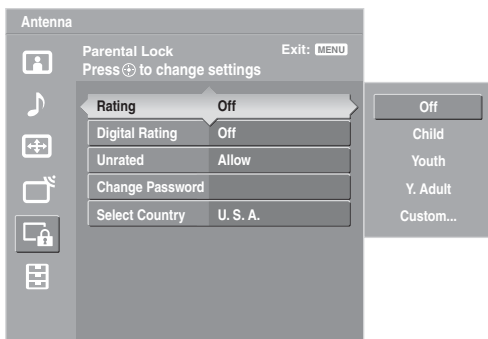 Antenna
Parental Lock
Exit: MENU
Press to change settings
Rating Off
Digital Rating Off
Unrated Allow
Change Password
Select Country U. S. A.
Off
Child
Youth
Y. Adult
Custom...